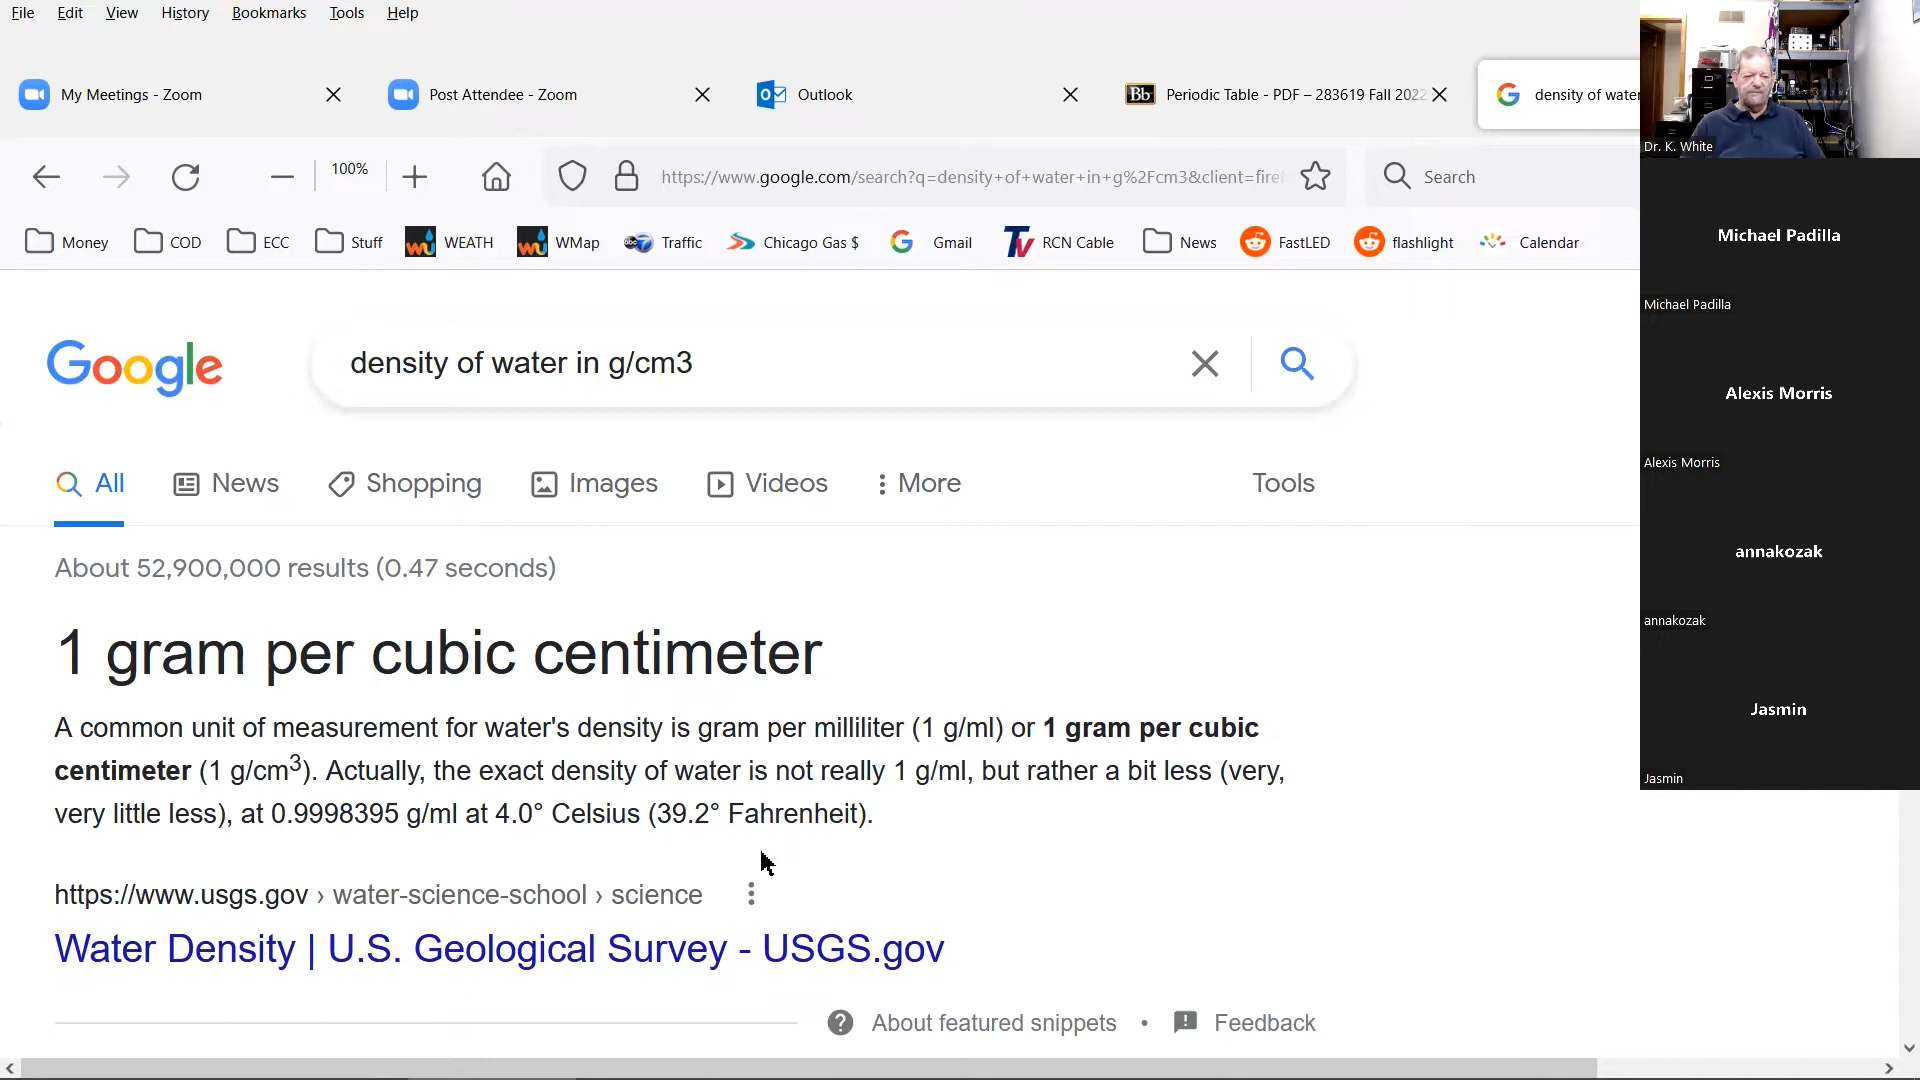 File Edit View History Bookmarks Tools Help
My Meetings - Zoom
Post Attendee - Zoom
Outlook
Bb Periodic Table - PDF – 283619 Fall 2022
density of water
100%
https://www.google.com/search?q=density+of+water+in+g%2Fcm3&client=firef
Search
Money COD ECC Stuff WEATH WMap Traffic Chicago Gas $ Gmail RCN Cable News FastLED flashlight Calendar
Google
density of water in g/cm3
All News Shopping Images Videos More Tools
About 52,900,000 results (0.47 seconds)
1 gram per cubic centimeter
A common unit of measurement for water's density is gram per milliliter (1 g/ml) or 1 gram per cubic
centimeter (1 g/cm3). Actually, the exact density of water is not really 1 g/ml, but rather a bit less (very,
very little less), at 0.9998395 g/ml at 4.0° Celsius (39.2° Fahrenheit).
https://www.usgs.gov › water-science-school › science
Water Density | U.S. Geological Survey - USGS.gov
About featured snippets • Feedback
Dr. K. White
Michael Padilla
Michael Padilla
Alexis Morris
Alexis Morris
annakozak
annakozak
Jasmin
Jasmin